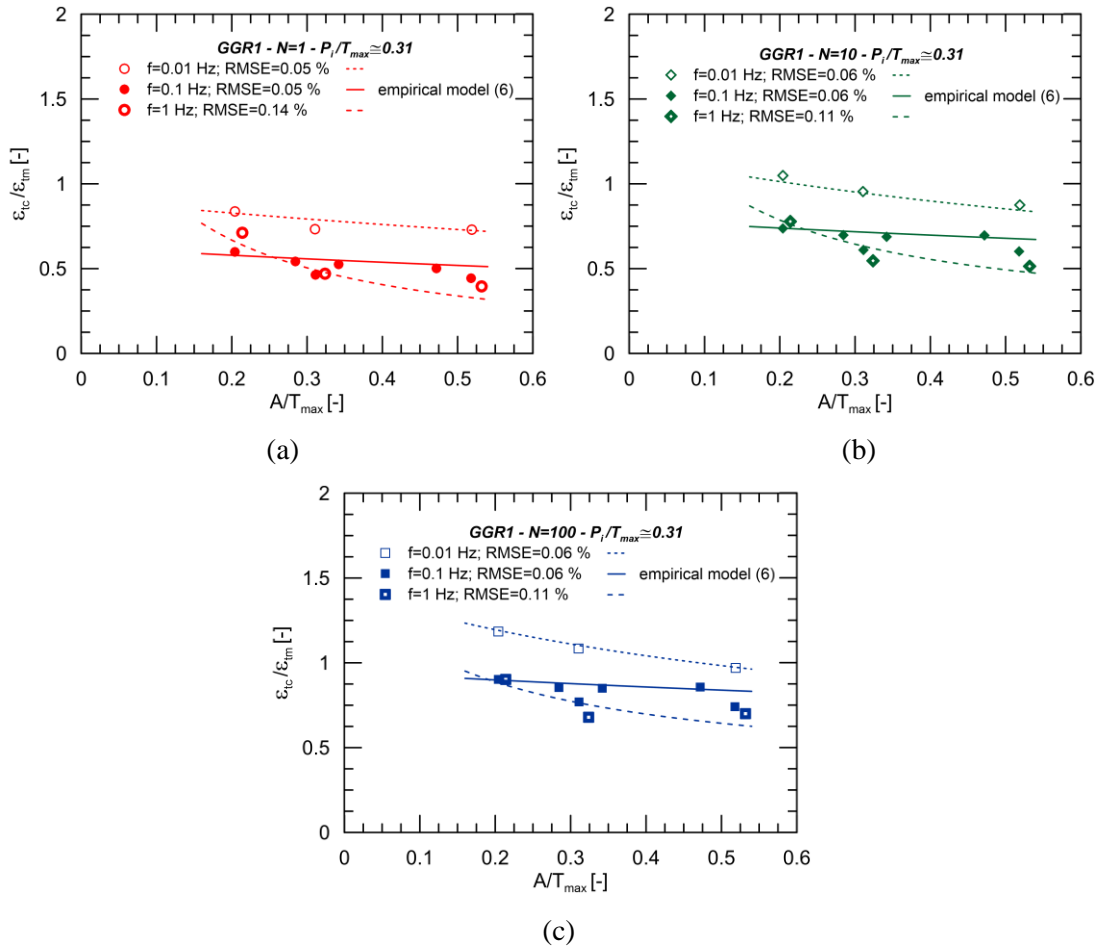 GGR1 - N=1 - Pi/Tmax≅0.31
f=0.01 Hz; RMSE=0.05 %
f=0.1 Hz; RMSE=0.05 %
empirical model (6)
f=1 Hz; RMSE=0.14 %
2
1.5
1
0.5
0
εtc/εtm [-]
0 0.1 0.2 0.3 0.4 0.5 0.6
A/Tmax [-]
(a)
GGR1 - N=10 - Pi/Tmax≅0.31
f=0.01 Hz; RMSE=0.06 %
f=0.1 Hz; RMSE=0.06 %
empirical model (6)
f=1 Hz; RMSE=0.11 %
2
1.5
1
0.5
0
εtc/εtm [-]
0 0.1 0.2 0.3 0.4 0.5 0.6
A/Tmax [-]
(b)
GGR1 - N=100 - Pi/Tmax≅0.31
f=0.01 Hz; RMSE=0.06 %
f=0.1 Hz; RMSE=0.06 %
empirical model (6)
f=1 Hz; RMSE=0.11 %
2
1.5
1
0.5
0
εtc/εtm [-]
0 0.1 0.2 0.3 0.4 0.5 0.6
A/Tmax [-]
(c)